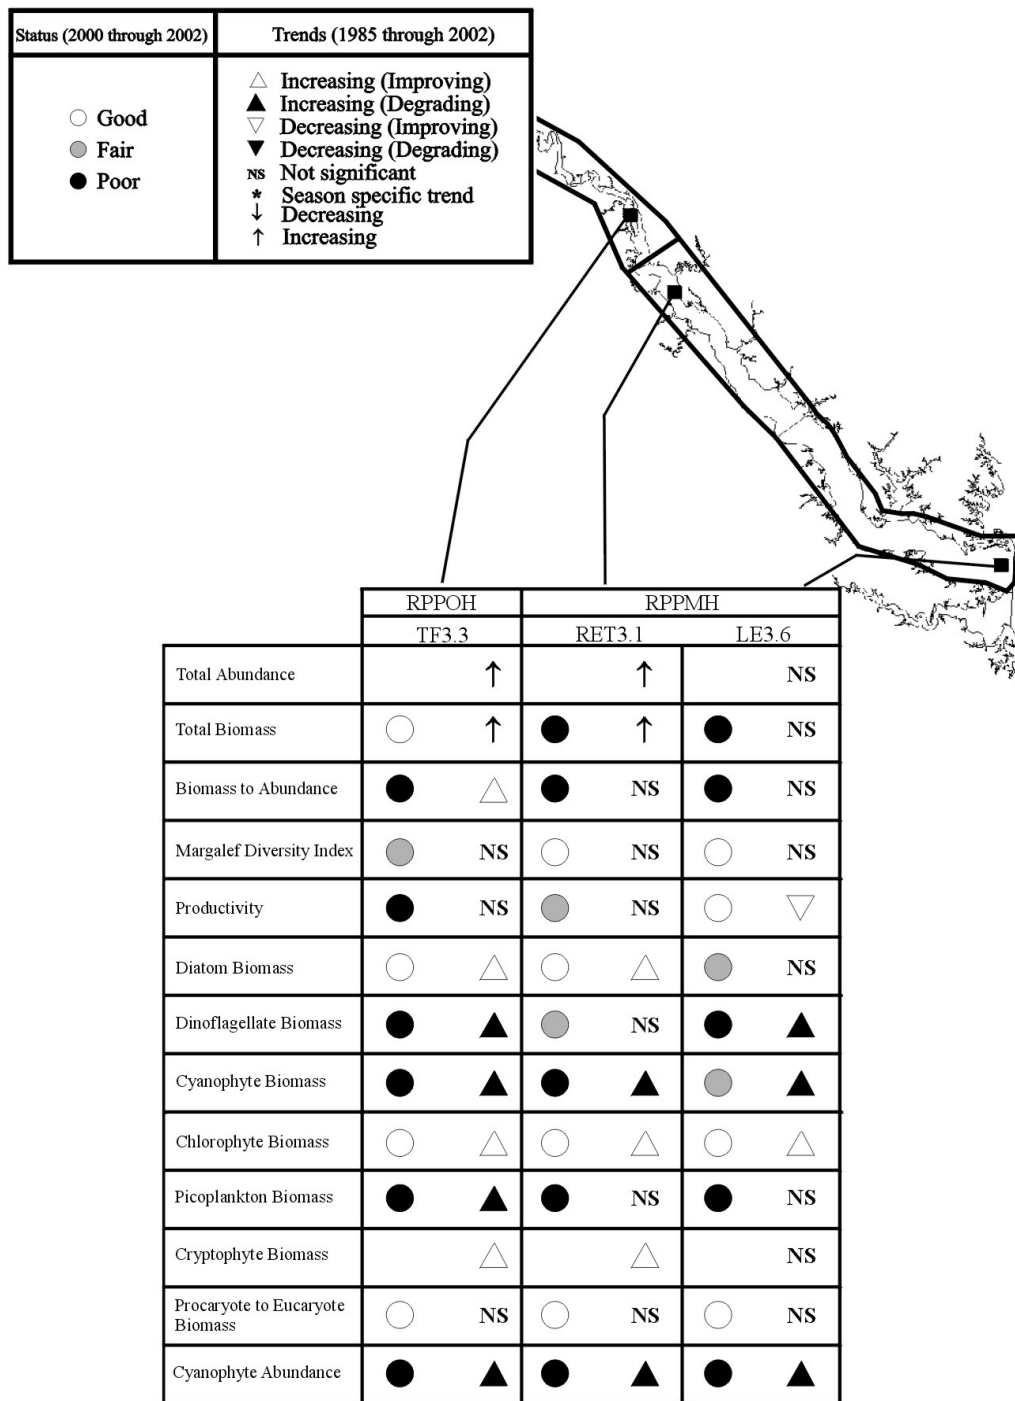 Status (2000 through 2002) Trends (1985 through 2002)
Good
Fair
Poor
Increasing (Improving)
Increasing (Degrading)
Decreasing (Improving)
Decreasing (Degrading)
NS Not significant
* Season specific trend
↓ Decreasing
↑ Increasing
RPPOH RPPMH
TF3.3 RET3.1 LE3.6
Total Abundance ↑ ↑ NS
Total Biomass ↑ ↑ NS
Biomass to Abundance NS NS
Margalef Diversity Index NS NS NS
Productivity NS NS
Diatom Biomass NS
Dinoflagellate Biomass NS
Cyanophyte Biomass
Chlorophyte Biomass
Picoplankton Biomass NS NS
Cryptophyte Biomass NS
Procaryote to Eucaryote
Biomass NS NS NS
Cyanophyte Abundance